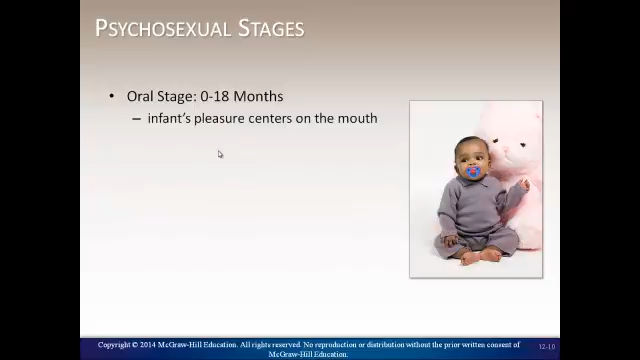 PSYCHOSEXUAL STAGES
• Oral Stage: 0-18 Months
– infant's pleasure centers on the mouth
Copyright © 2014 McGraw-Hill Education. All rights reserved. No reproduction or distribution without the prior written consent of
McGraw-Hill Education.
12-10